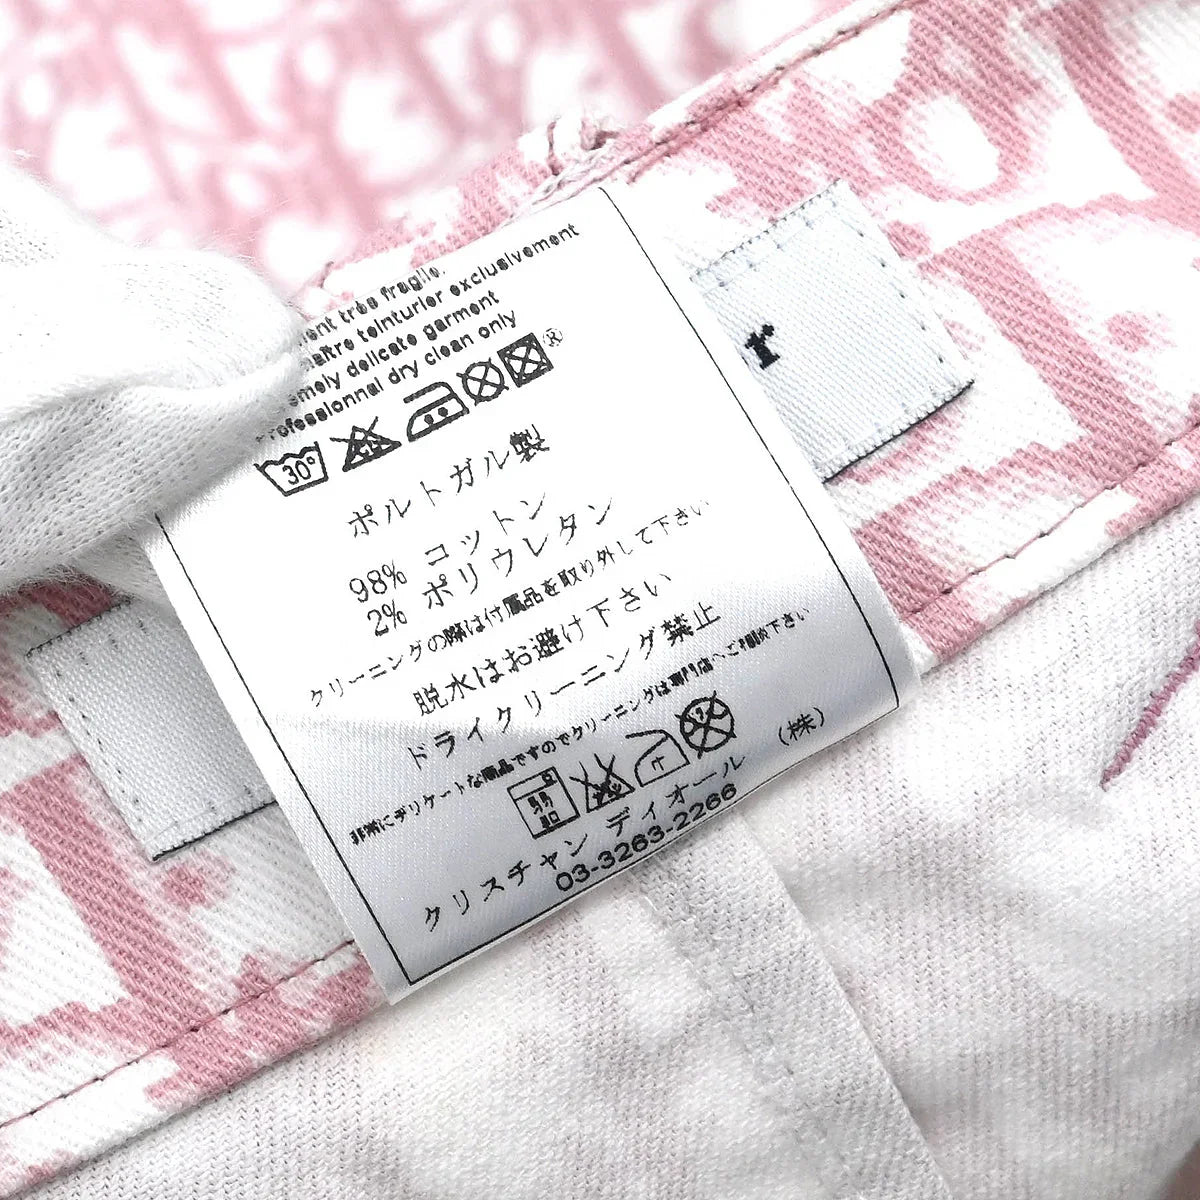 très fragile.
teinturier exclusivement
delicate garment
dry clean only
30°
ポルトガル製
98% コットン
2% ポリウレタン
クリーニングの際は付属品を取り外して下さい
脱水はお避け下さい
ドライクリーニング禁止
非常にデリケートな商品ですのでクリーニングは専門店へご相談下さい
クリスチャン ディオール (株)
03-3263-2266
r